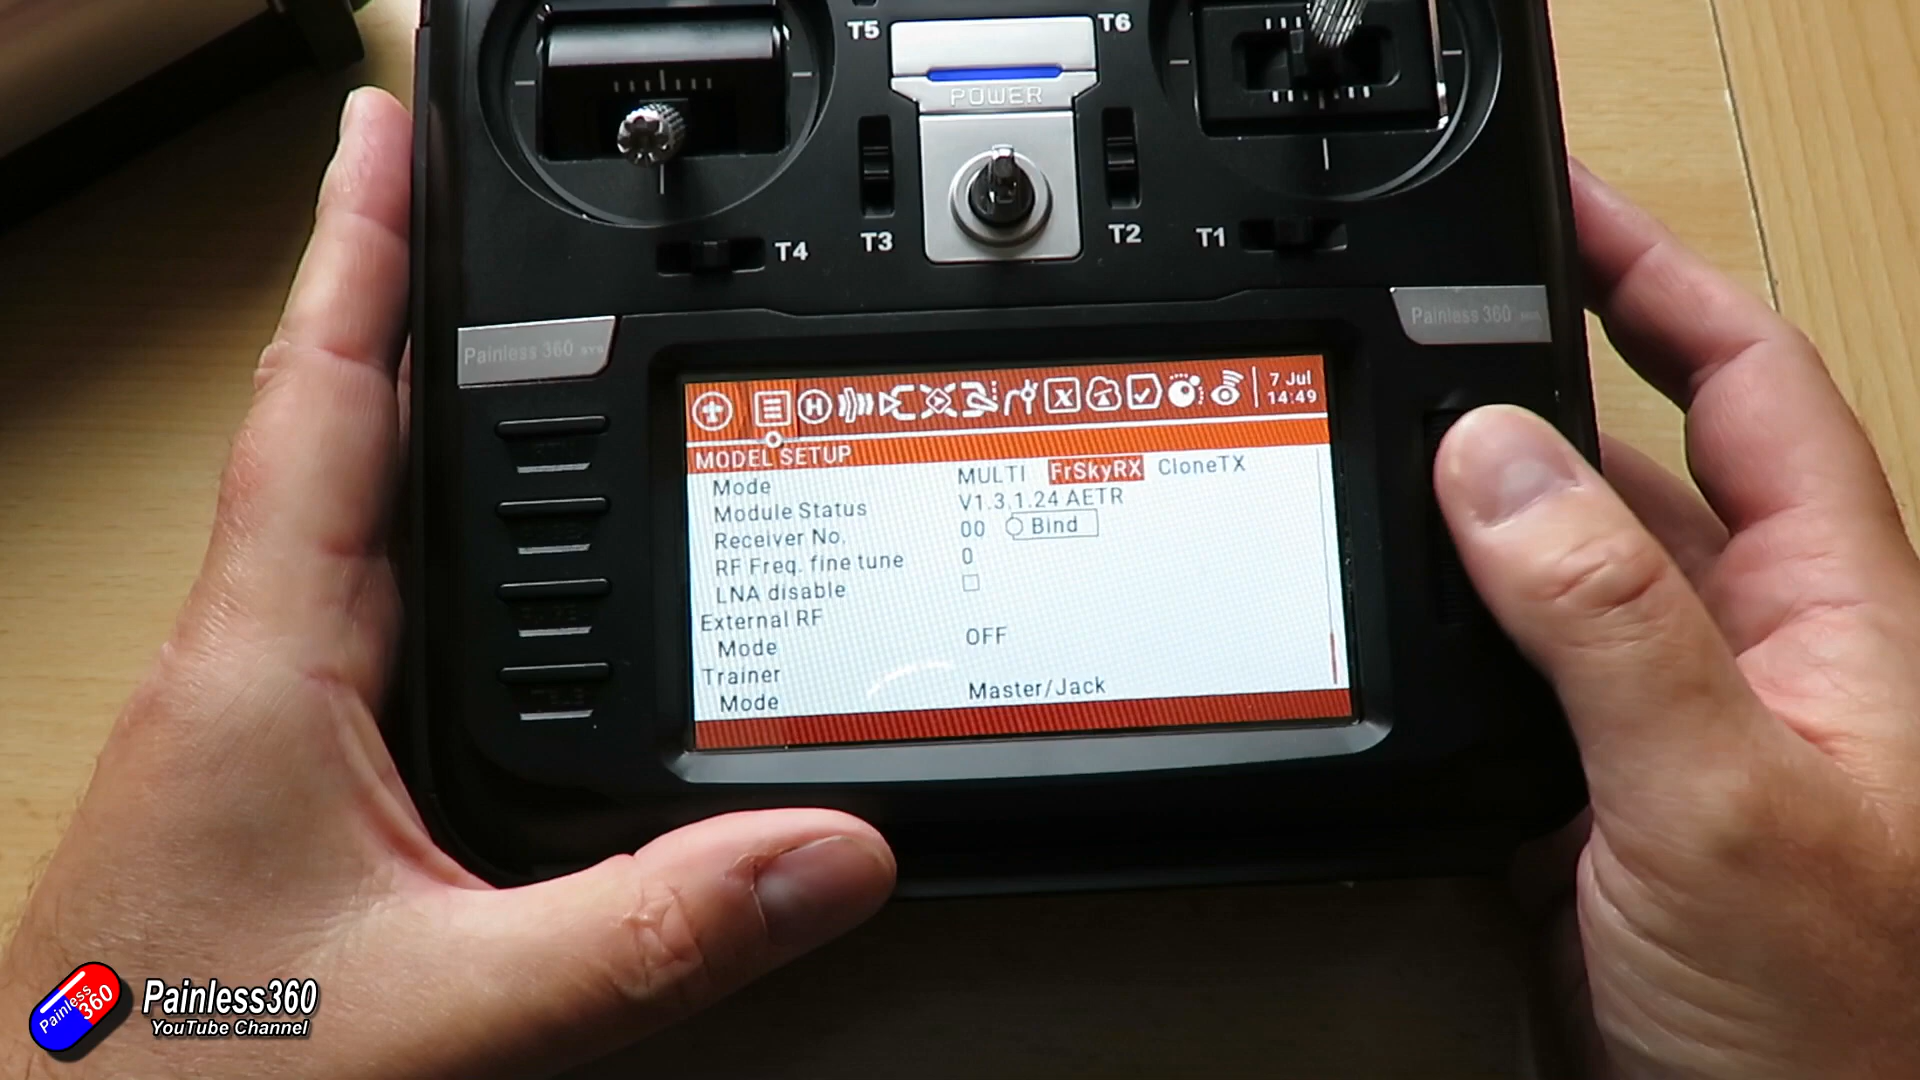 T5
T6
POWER
T4
T3
T2
T1
Painless 360
Painless 360
7 Jul
14:49
MODEL SETUP
Mode MULTI FrSkyRX CloneTX
Module Status V1.3.1.24 AETR
Receiver No. 00 Bind
RF Freq. fine tune 0
LNA disable
External RF
Mode OFF
Trainer
Mode Master/Jack
Painless 360
Painless360
YouTube Channel